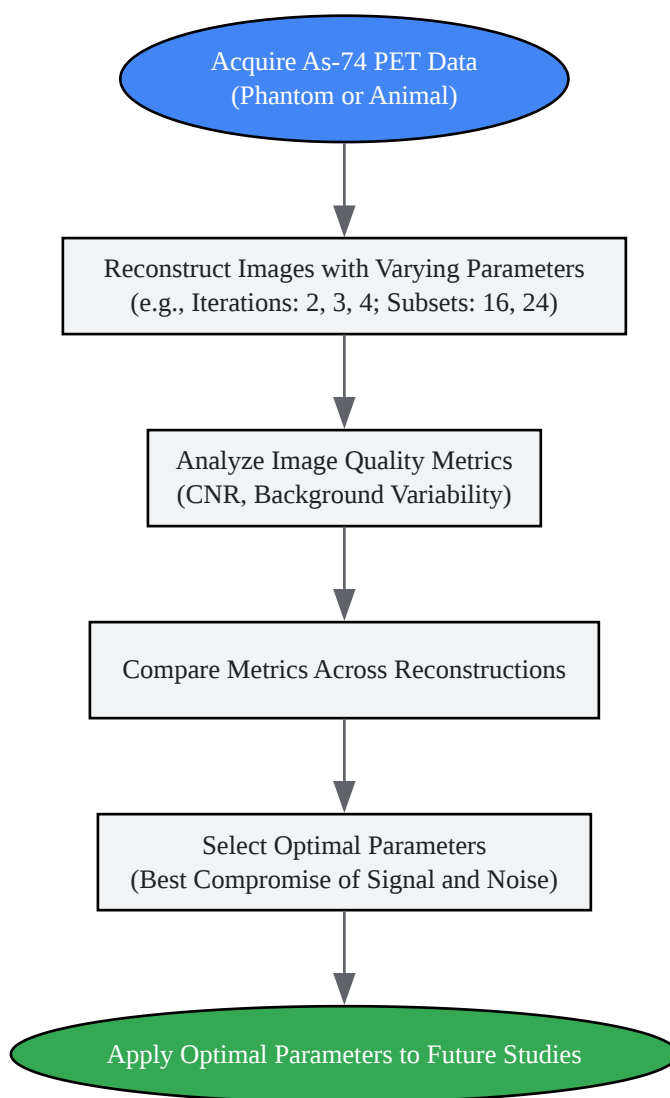 Acquire As-74 PET Data
(Phantom or Animal)
Reconstruct Images with Varying Parameters
(e.g., Iterations: 2, 3, 4; Subsets: 16, 24)
Analyze Image Quality Metrics
(CNR, Background Variability)
Compare Metrics Across Reconstructions
Select Optimal Parameters
(Best Compromise of Signal and Noise)
Apply Optimal Parameters to Future Studies